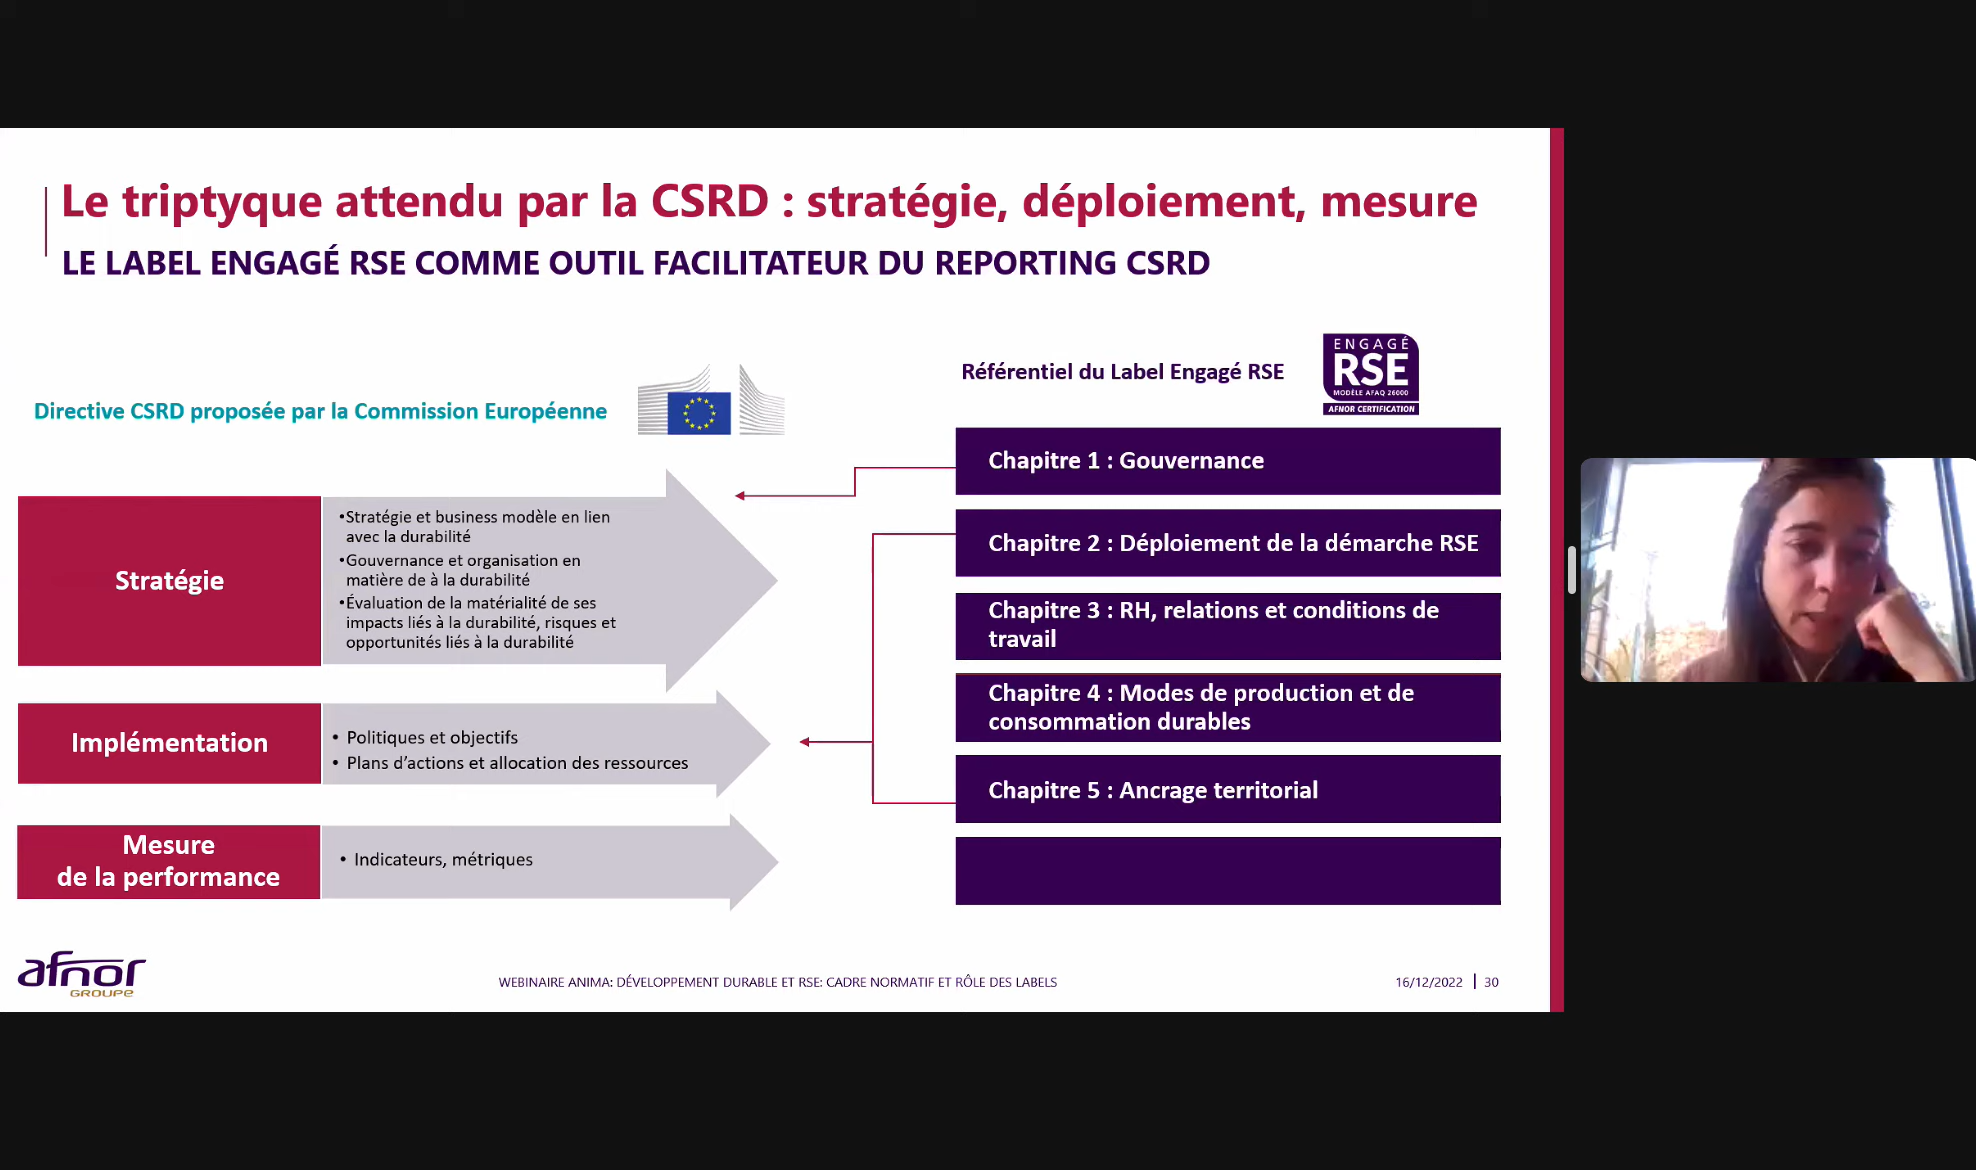 Le triptyque attendu par la CSRD : stratégie, déploiement, mesure
LE LABEL ENGAGÉ RSE COMME OUTIL FACILITATEUR DU REPORTING CSRD
Directive CSRD proposée par la Commission Européenne
Stratégie
•Stratégie et business modèle en lien
avec la durabilité
•Gouvernance et organisation en
matière de à la durabilité
•Évaluation de la matérialité de ses
impacts liés à la durabilité, risques et
opportunités liés à la durabilité
Implémentation
• Politiques et objectifs
• Plans d’actions et allocation des ressources
Mesure
de la performance
• Indicateurs, métriques
Référentiel du Label Engagé RSE
ENGAGÉ
RSE
MODÈLE AFAQ 26000
AFNOR CERTIFICATION
Chapitre 1 : Gouvernance
Chapitre 2 : Déploiement de la démarche RSE
Chapitre 3 : RH, relations et conditions de
travail
Chapitre 4 : Modes de production et de
consommation durables
Chapitre 5 : Ancrage territorial
afnor
GROUPE
WEBINAIRE ANIMA: DÉVELOPPEMENT DURABLE ET RSE: CADRE NORMATIF ET RÔLE DES LABELS
16/12/2022 | 30